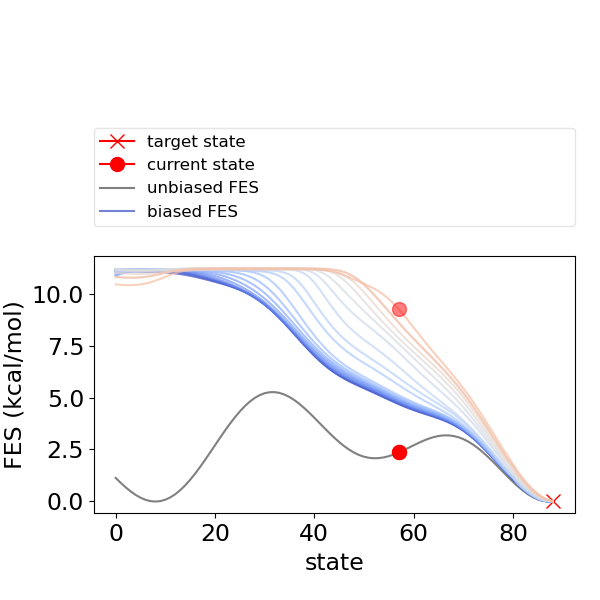 target state
current state
unbiased FES
biased FES
FES (kcal/mol)
10.0
7.5
5.0
2.5
0.0
0 20 40 60 80
state